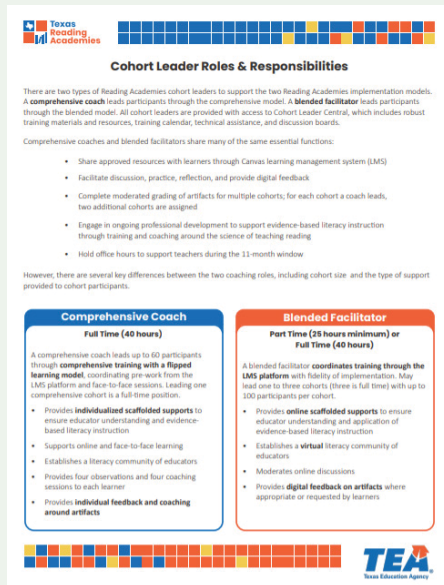 Texas
Reading
Academies
Cohort Leader Roles & Responsibilities
There are two types of Reading Academies cohort leaders to support the two Reading Academies implementation models.
A comprehensive coach leads participants through the comprehensive model. A blended facilitator leads participants
through the blended model. All cohort leaders are provided with access to Cohort Leader Central, which includes robust
training materials and resources, training calendar, technical assistance, and discussion boards.
Comprehensive coaches and blended facilitators share many of the same essential functions:
• Share approved resources with learners through Canvas learning management system (LMS)
• Facilitate discussion, practice, reflection, and provide digital feedback
• Complete moderated grading of artifacts for multiple cohorts; for each cohort a coach leads,
two additional cohorts are assigned
• Engage in ongoing professional development to support evidence-based literacy instruction
through training and coaching around the science of teaching reading
• Hold office hours to support teachers during the 11-month window
However, there are several key differences between the two coaching roles, including cohort size and the type of support
provided to cohort participants.
Comprehensive Coach
Full Time (40 hours)
A comprehensive coach leads up to 60 participants
through comprehensive training with a flipped
learning model, coordinating pre-work from the
LMS platform and face-to-face sessions. Leading one
comprehensive cohort is a full-time position.
• Provides individualized scaffolded supports to
ensure educator understanding and evidence-
based literacy instruction
• Supports online and face-to-face learning
• Establishes a literacy community of educators
• Provides four observations and four coaching
sessions to each learner
• Provides individual feedback and coaching
around artifacts
Blended Facilitator
Part Time (25 hours minimum) or
Full Time (40 hours)
A blended facilitator coordinates training through the
LMS platform with fidelity of implementation. May
lead one to three cohorts (three is full time) with up to
100 participants per cohort.
• Provides online scaffolded supports to ensure
educator understanding and application of
evidence-based literacy instruction
• Establishes a virtual literacy community of
educators
• Moderates online discussions
• Provides digital feedback on artifacts where
appropriate or requested by learners
TEA
Texas Education Agency